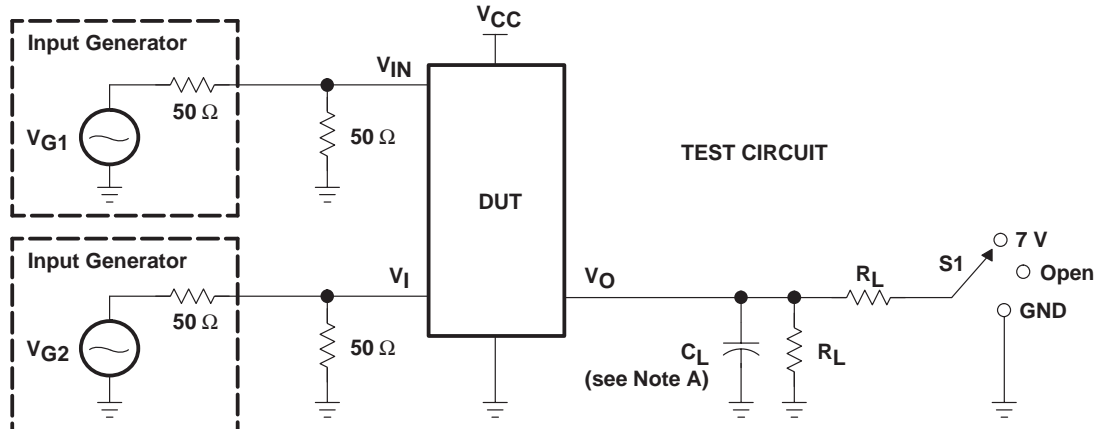 VCC
Input Generator
VIN
50 Ω
VG1
50 Ω
TEST CIRCUIT
DUT
Input Generator
VI
VO
50 Ω
VG2
50 Ω
CL
(see Note A)
RL
RL
S1
7 V
Open
GND